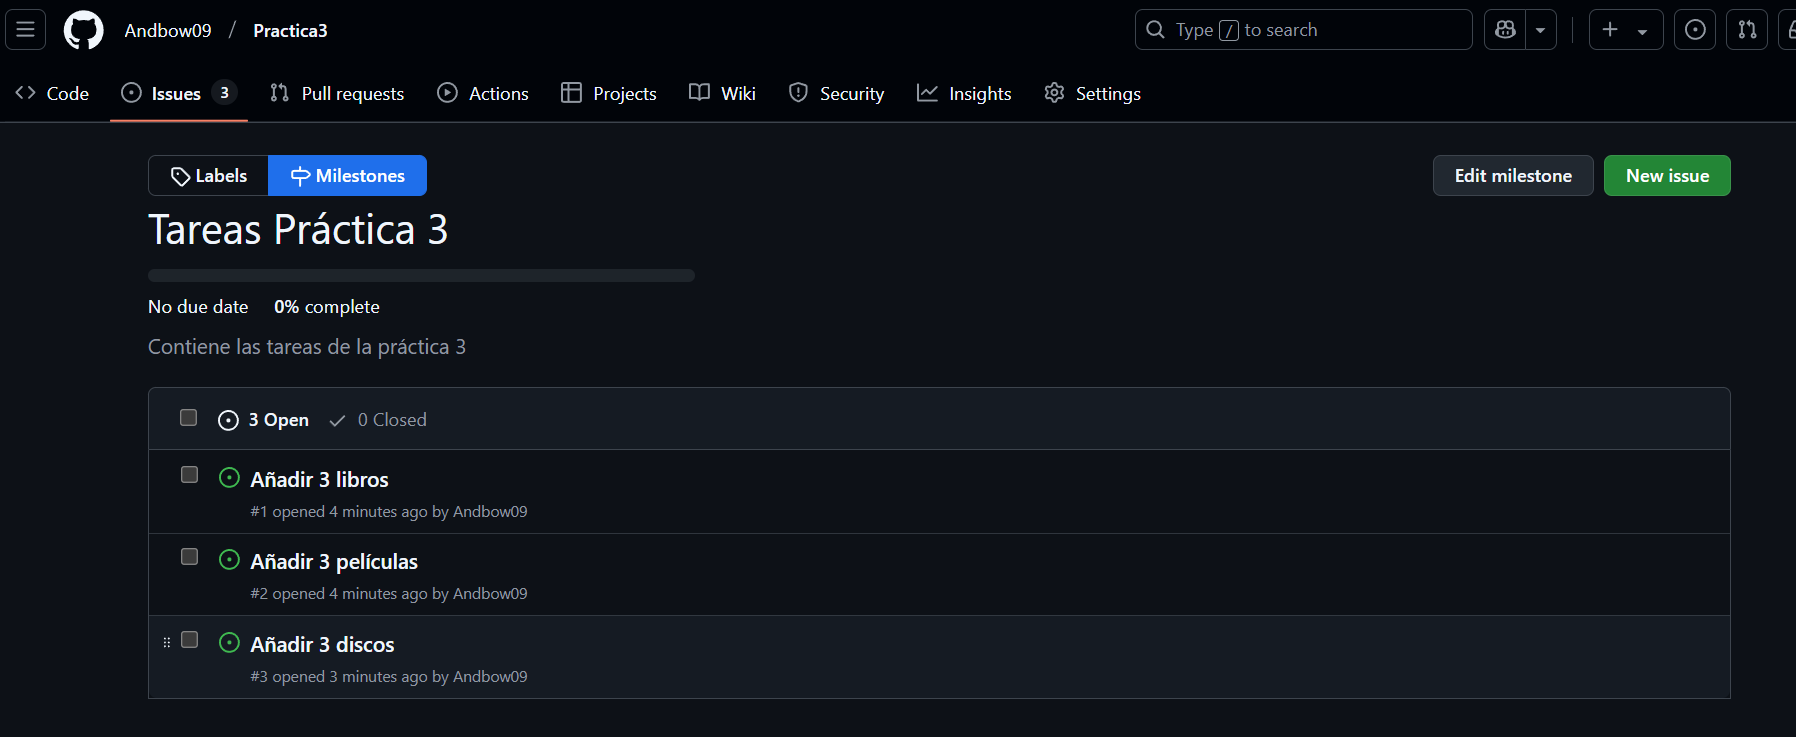 Andbow09 / Practica3
Type / to search
Code Issues 3 Pull requests Actions Projects Wiki Security Insights Settings
Labels Milestones
Edit milestone New issue
Tareas Práctica 3
No due date 0% complete
Contiene las tareas de la práctica 3
3 Open 0 Closed
Añadir 3 libros
#1 opened 4 minutes ago by Andbow09
Añadir 3 películas
#2 opened 4 minutes ago by Andbow09
Añadir 3 discos
#3 opened 3 minutes ago by Andbow09